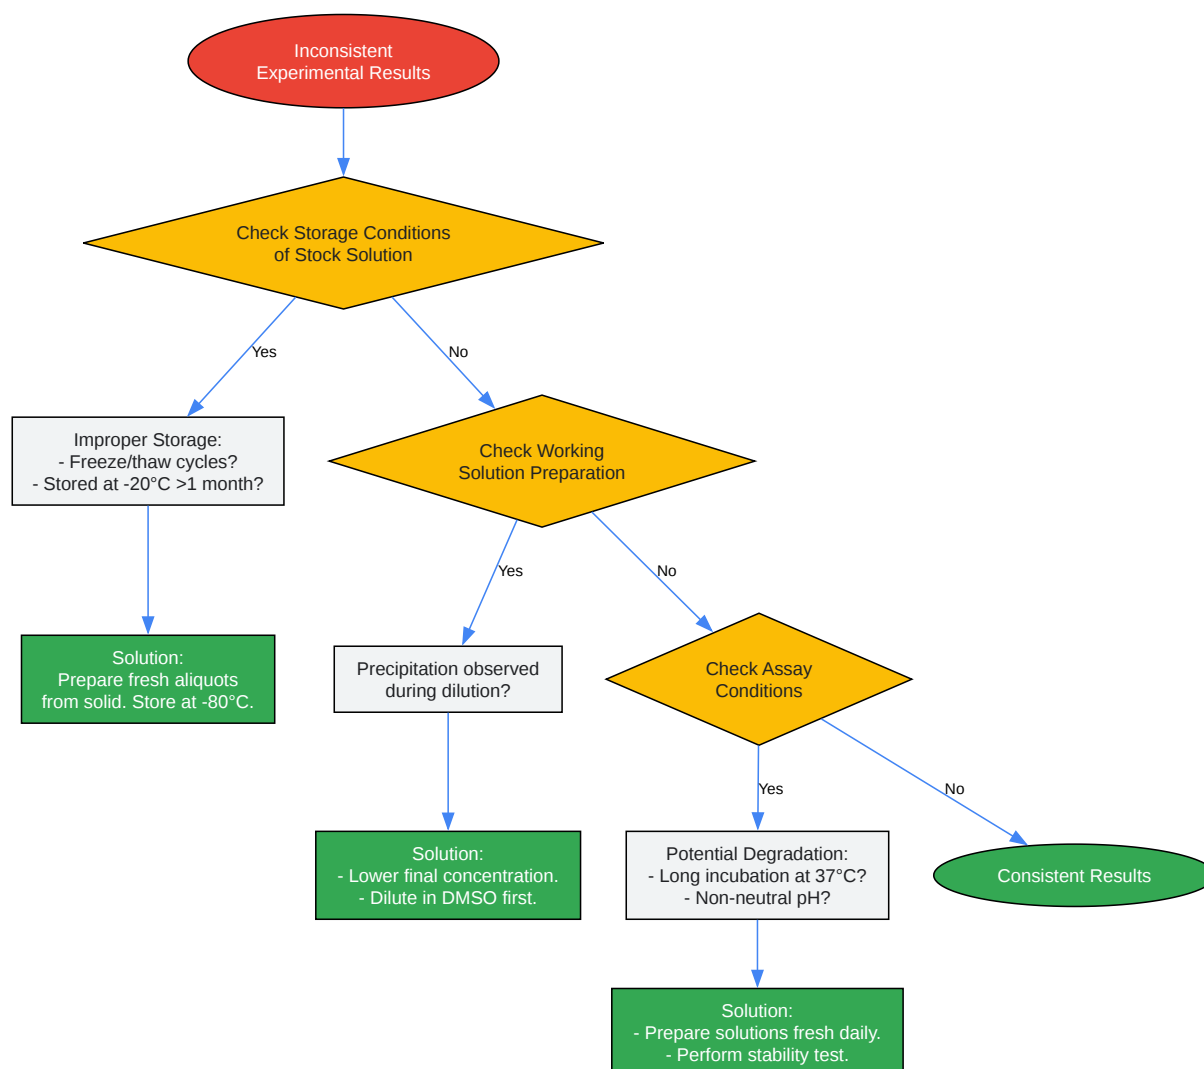 Inconsistent
Experimental Results
Check Storage Conditions
of Stock Solution
Yes
No
Improper Storage:
- Freeze/thaw cycles?
- Stored at -20°C >1 month?
Check Working
Solution Preparation
Yes
No
Solution:
Prepare fresh aliquots
from solid. Store at -80°C.
Precipitation observed
during dilution?
Check Assay
Conditions
Yes
No
Solution:
- Lower final concentration.
- Dilute in DMSO first.
Potential Degradation:
- Long incubation at 37°C?
- Non-neutral pH?
Consistent Results
Solution:
- Prepare solutions fresh daily.
- Perform stability test.